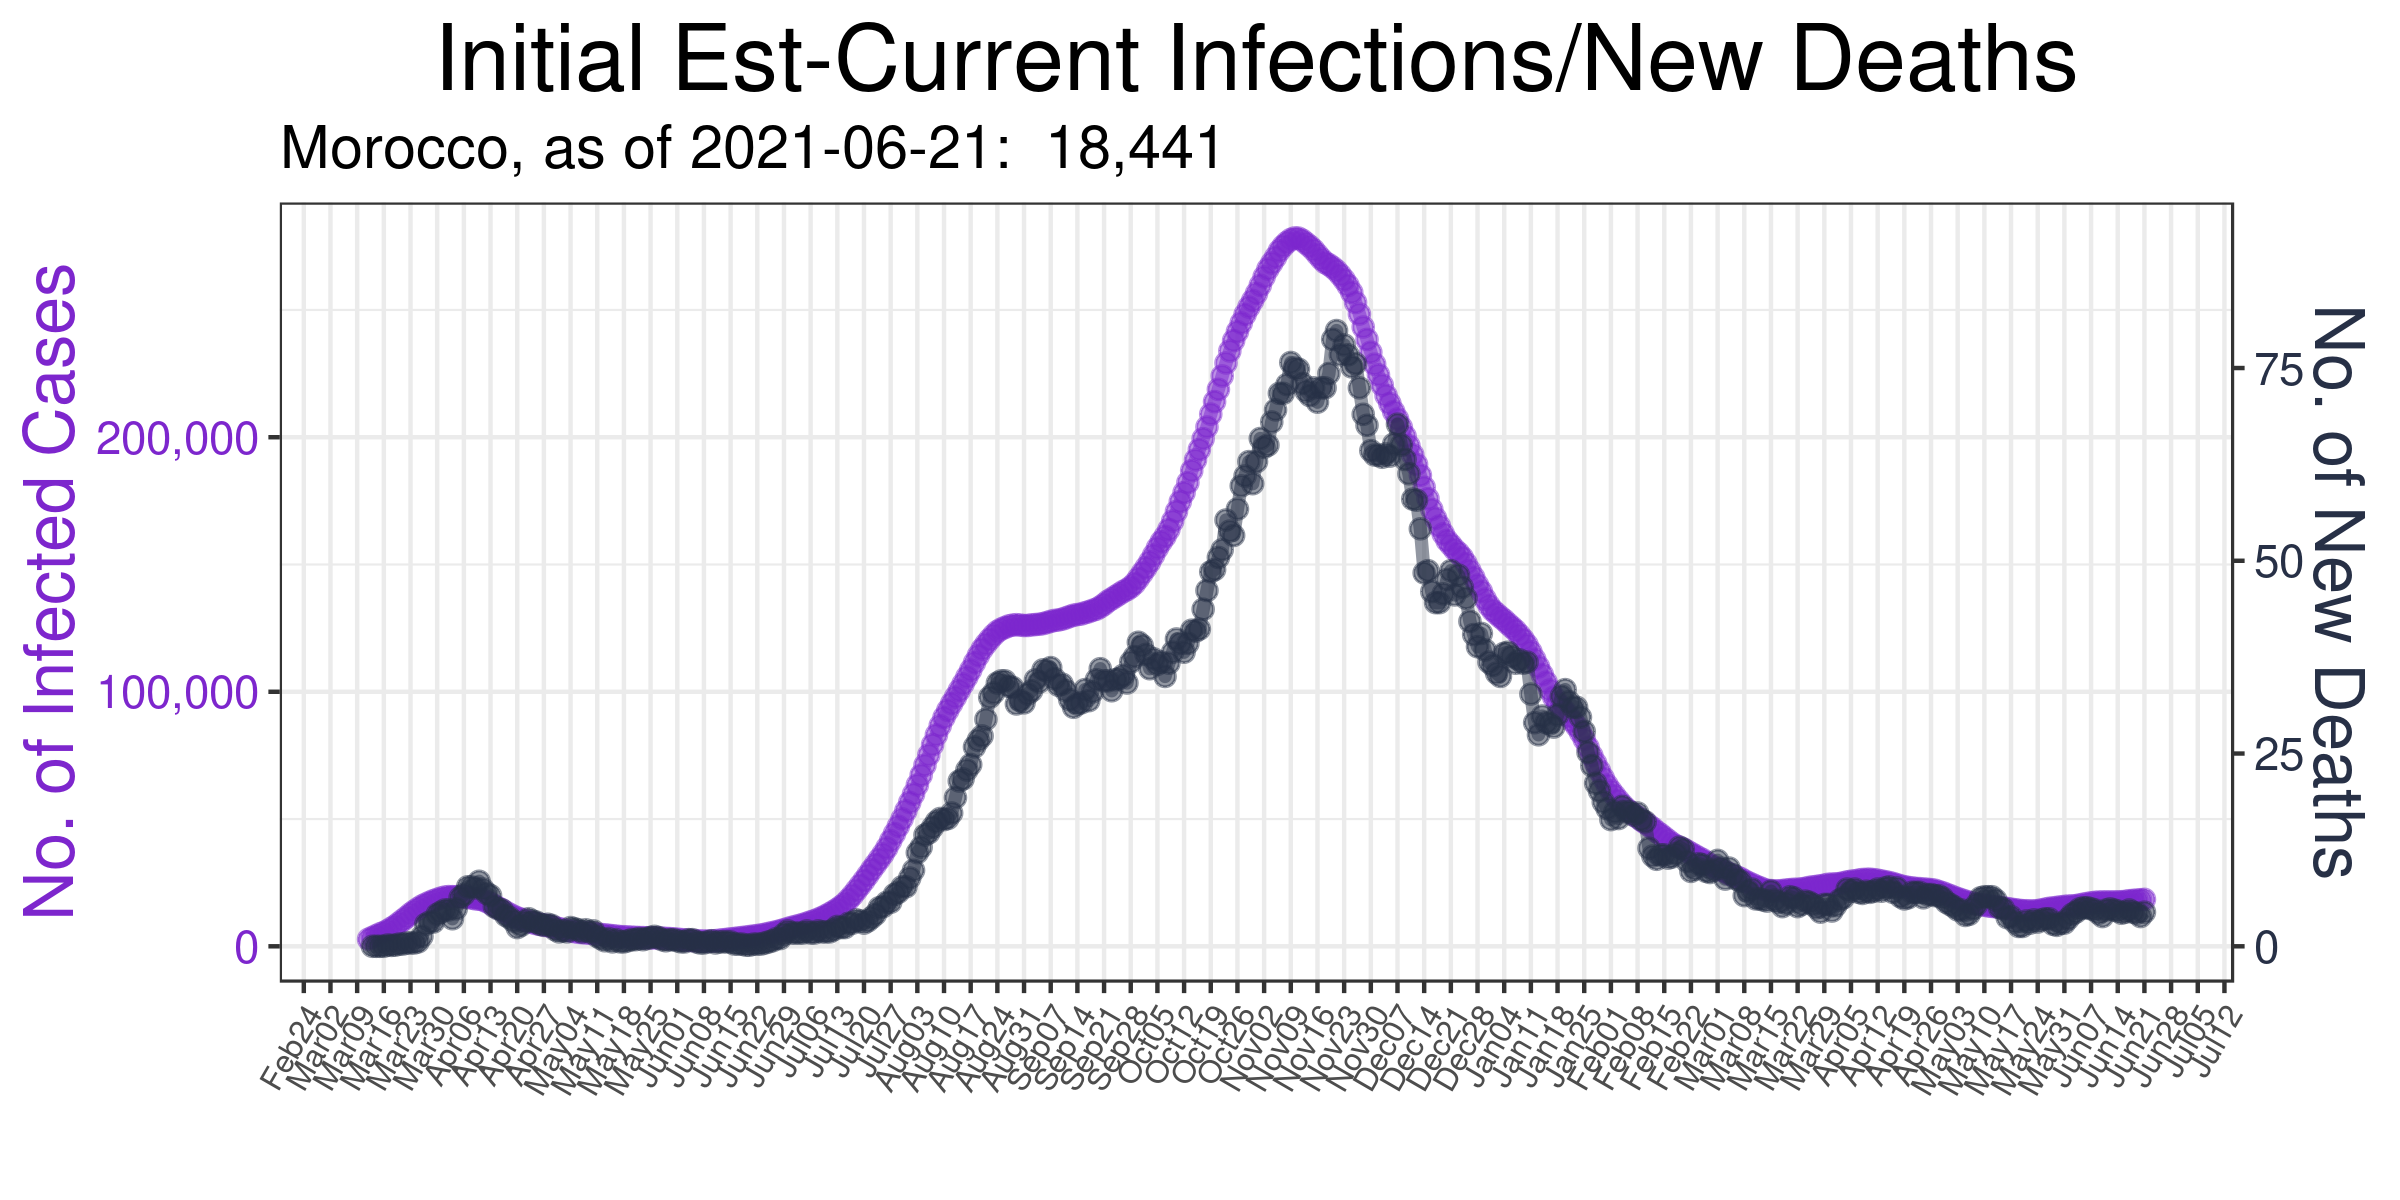 Initial Est-Current Infections/New Deaths
Morocco, as of 2021-06-21: 18,441
No. of Infected Cases
200,000
100,000
0
No. of New Deaths
75
50
25
0
Feb24
Mar02
Mar09
Mar16
Mar23
Mar30
Apr06
Apr13
Apr20
Apr27
May04
May11
May18
May25
Jun01
Jun08
Jun15
Jun22
Jun29
Jul06
Jul13
Jul20
Jul27
Aug03
Aug10
Aug17
Aug24
Aug31
Sep07
Sep14
Sep21
Sep28
Oct05
Oct12
Oct19
Oct26
Nov02
Nov09
Nov16
Nov23
Nov30
Dec07
Dec14
Dec21
Dec28
Jan04
Jan11
Jan18
Jan25
Feb01
Feb08
Feb15
Feb22
Mar01
Mar08
Mar15
Mar22
Mar29
Apr05
Apr12
Apr19
Apr26
May03
May10
May17
May24
May31
Jun07
Jun14
Jun21
Jun28
Jul05
Jul12